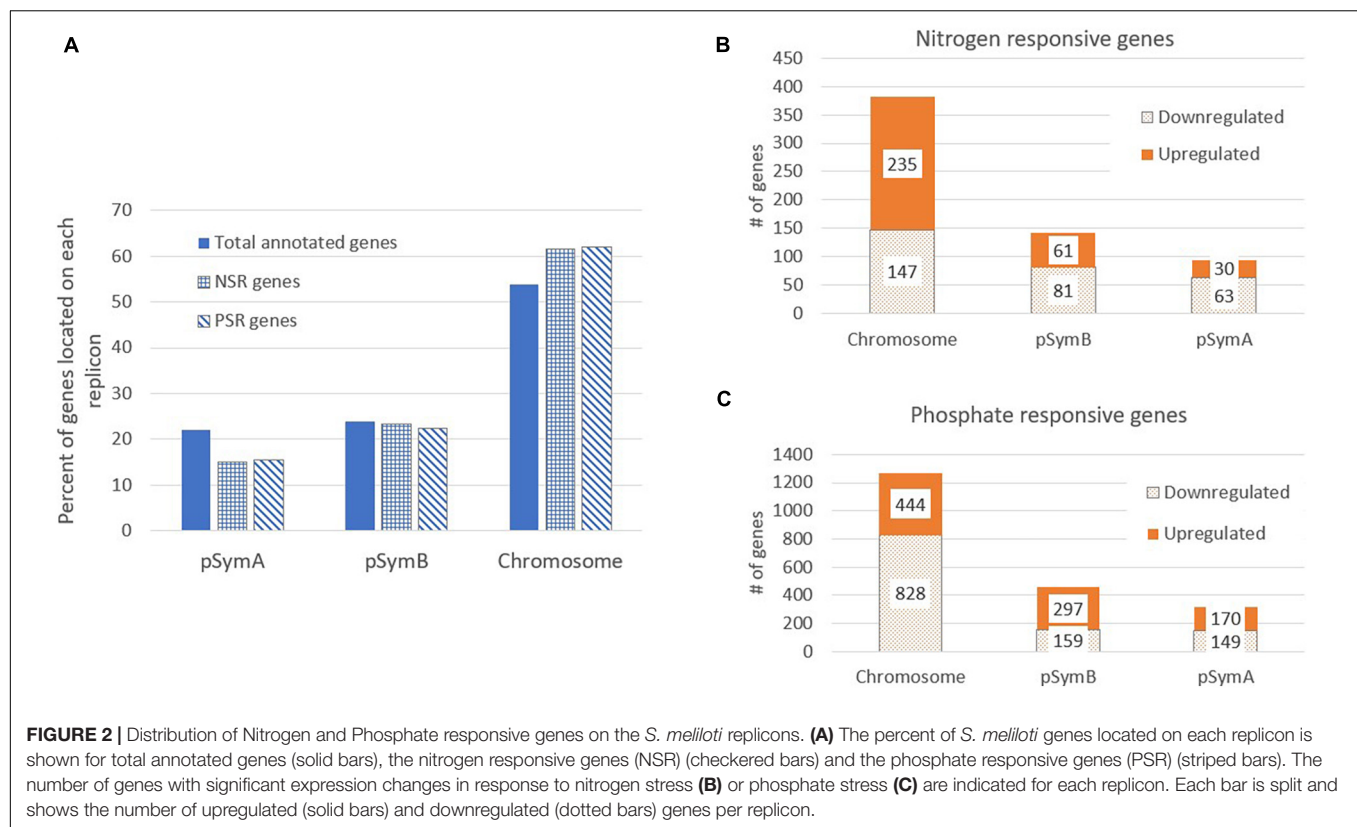 A
Percent of genes located on each
replicon
70
60
50
40
30
20
10
0
Total annotated genes
NSR genes
PSR genes
pSymA
pSymB
Chromosome
B
Nitrogen responsive genes
# of genes
450
400
350
300
250
200
150
100
50
0
Downregulated
Upregulated
235
147
61
81
30
63
Chromosome
pSymB
pSymA
C
Phosphate responsive genes
# of genes
1400
1200
1000
800
600
400
200
0
Downregulated
Upregulated
444
828
297
159
170
149
Chromosome
pSymB
pSymA
FIGURE 2 | Distribution of Nitrogen and Phosphate responsive genes on the S. meliloti replicons. (A) The percent of S. meliloti genes located on each replicon is
shown for total annotated genes (solid bars), the nitrogen responsive genes (NSR) (checkered bars) and the phosphate responsive genes (PSR) (striped bars). The
number of genes with significant expression changes in response to nitrogen stress (B) or phosphate stress (C) are indicated for each replicon. Each bar is split and
shows the number of upregulated (solid bars) and downregulated (dotted bars) genes per replicon.